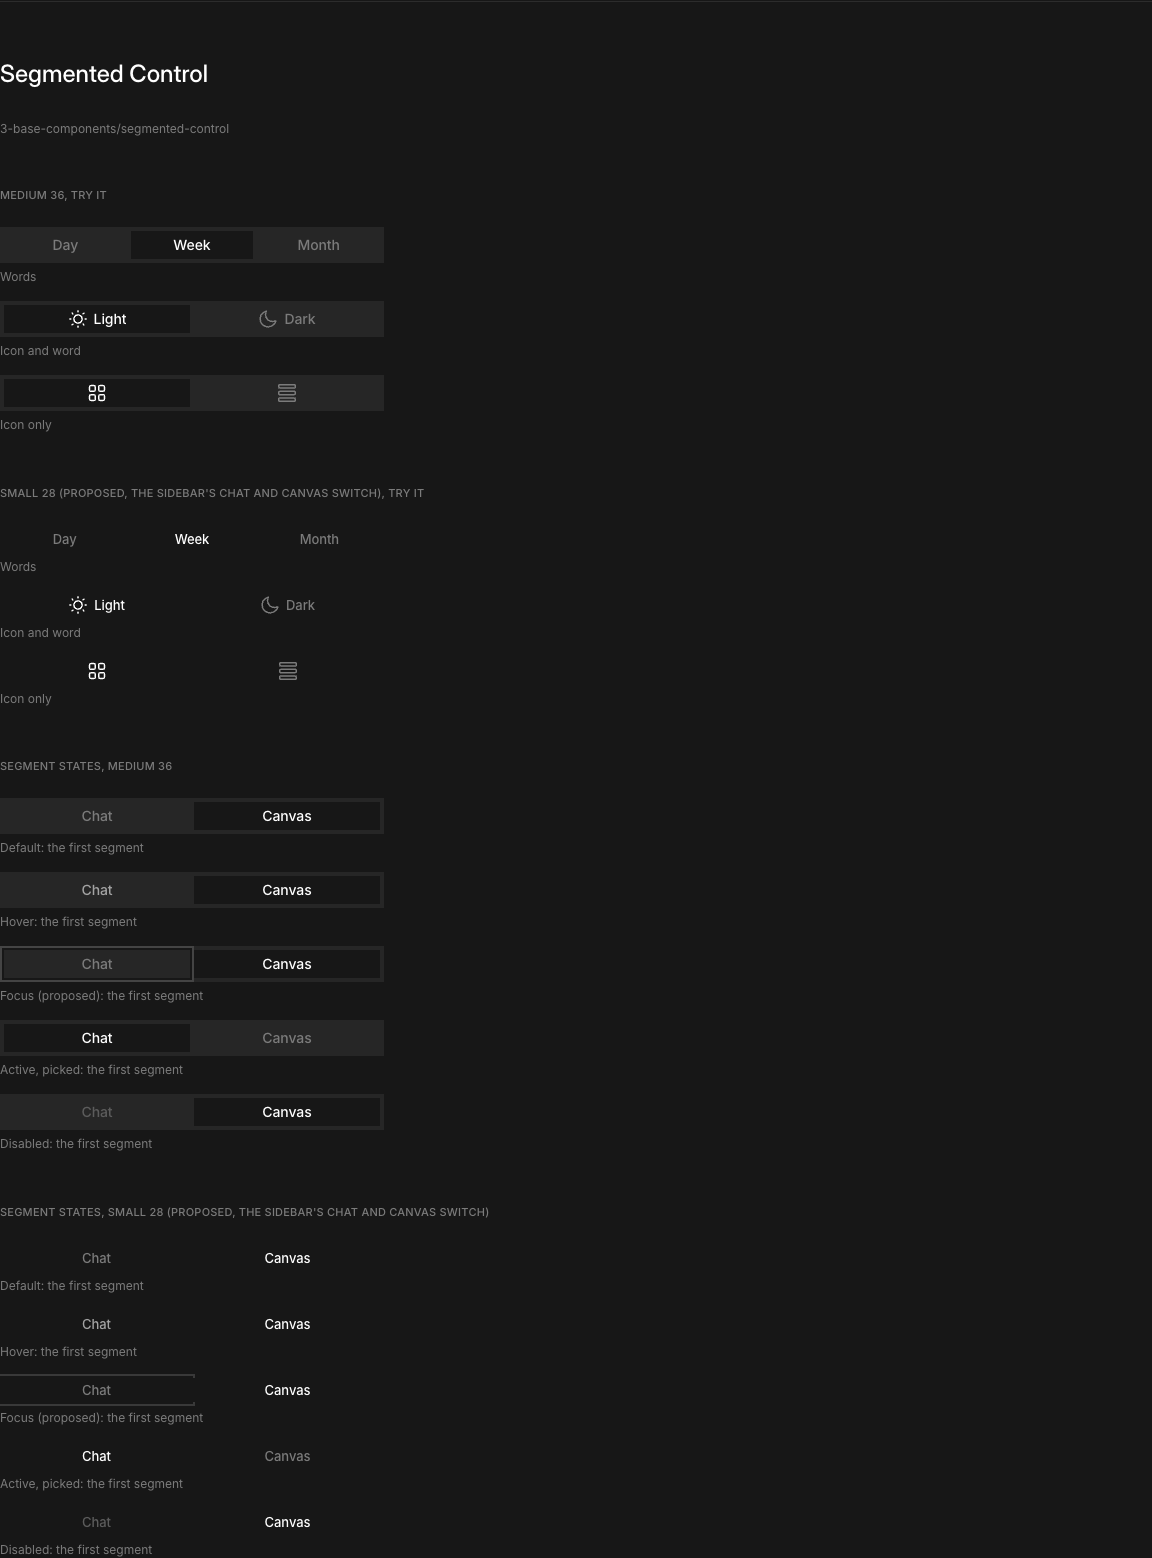 Segmented Control
3-base-components/segmented-control
MEDIUM 36, TRY IT
Day Week Month
Words
Light Dark
Icon and word
Icon only
SMALL 28 (PROPOSED, THE SIDEBAR'S CHAT AND CANVAS SWITCH), TRY IT
Day Week Month
Words
Light Dark
Icon and word
Icon only
SEGMENT STATES, MEDIUM 36
Chat Canvas
Default: the first segment
Chat Canvas
Hover: the first segment
Chat Canvas
Focus (proposed): the first segment
Chat Canvas
Active, picked: the first segment
Chat Canvas
Disabled: the first segment
SEGMENT STATES, SMALL 28 (PROPOSED, THE SIDEBAR'S CHAT AND CANVAS SWITCH)
Chat Canvas
Default: the first segment
Chat Canvas
Hover: the first segment
Chat Canvas
Focus (proposed): the first segment
Chat Canvas
Active, picked: the first segment
Chat Canvas
Disabled: the first segment